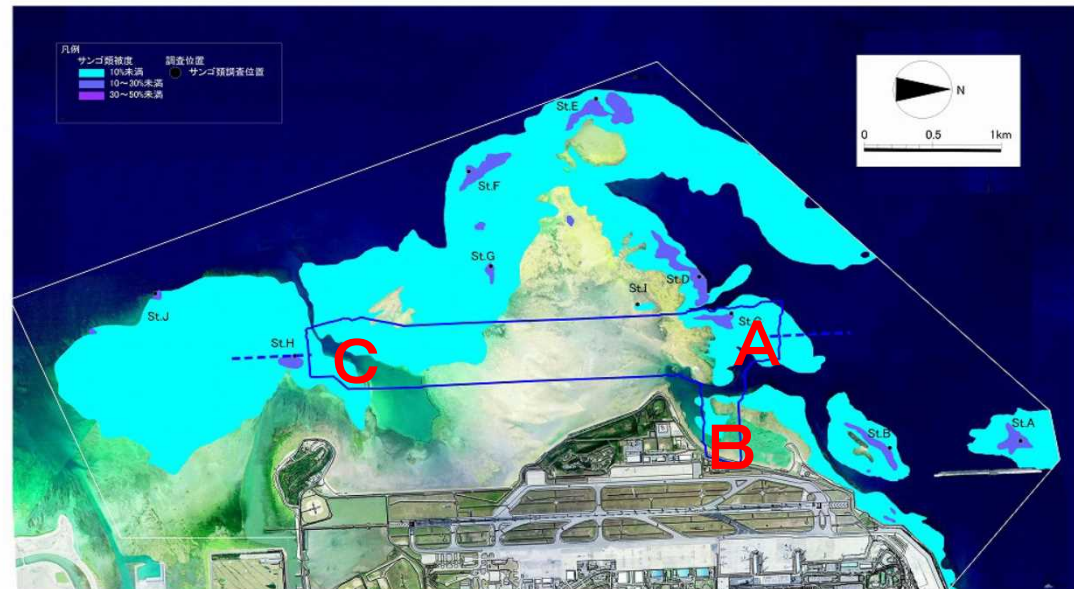 凡例
サンゴ類被度 調査位置
10%未満 サンゴ類調査位置
10～30%未満
30～50%未満
N
0 0.5 1km
St.E
St.F
St.G
St.D
St.I
St.J
St.H
C
A
B
St.B
St.A